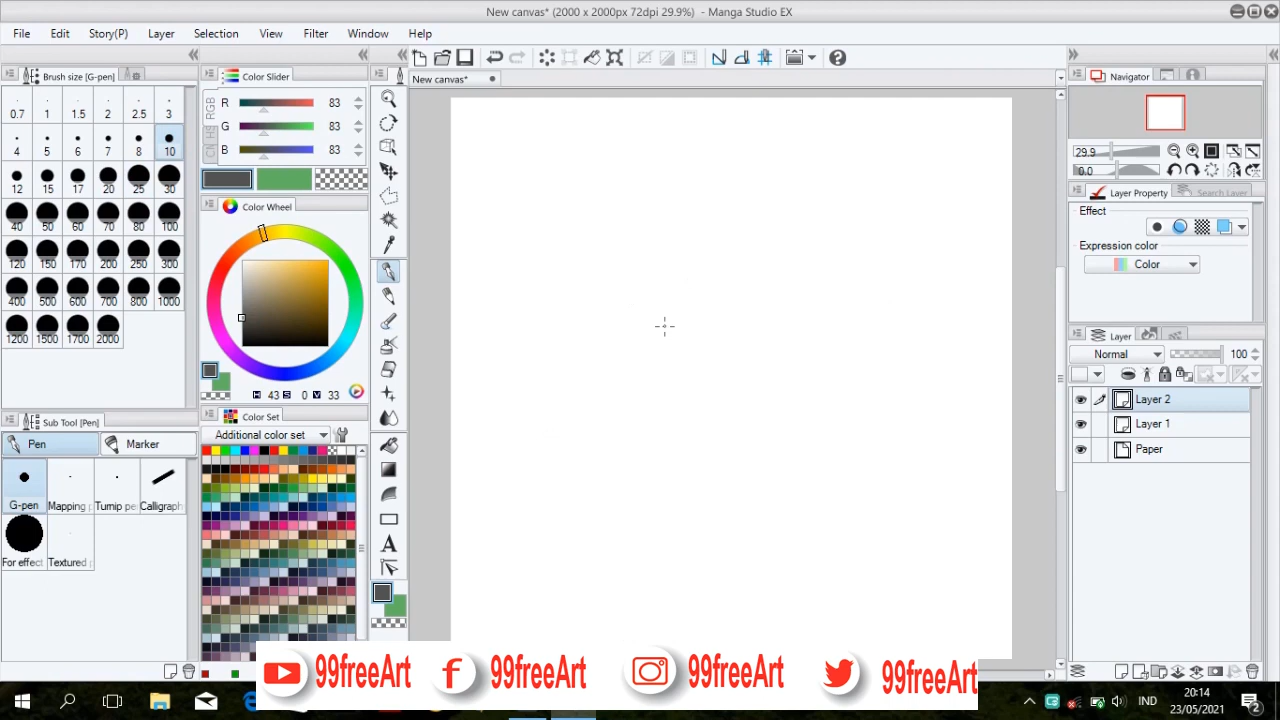 New canvas* (2000 x 2000px 72dpi 29.9%) - Manga Studio EX
File Edit Story(P) Layer Selection View Filter Window Help
Brush size [G-pen]
0.7 1 1.5 2 2.5 3
4 5 6 7 8 10
12 15 17 20 25 30
40 50 60 70 80 100
120 150 170 200 250 300
400 500 600 700 800 1000
1200 1500 1700 2000
Sub Tool [Pen]
Pen Marker
G-pen Mapping Turnip pe Calligraph
For effect Textured
Color Slider
RGB
R 83
G 83
B 83
Color Wheel
H 43 S 0 V 33
Color Set
Additional color set
New canvas*
Navigator
29.9
0.0
Layer Property Search Layer
Effect
Expression color
Color
Layer
Normal 100
Layer 2
Layer 1
Paper
99freeArt 99freeArt 99freeArt 99freeArt
IND
20:14
23/05/2021
2